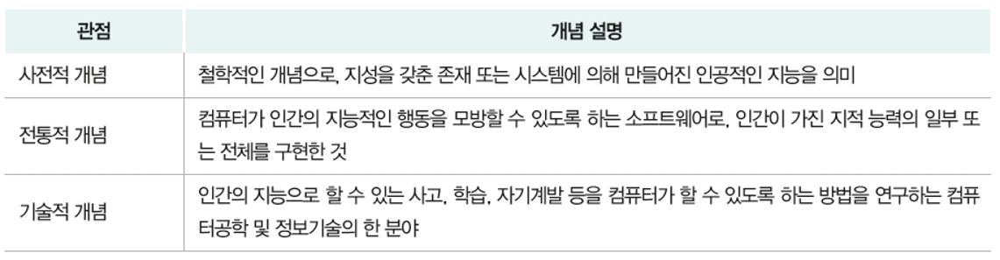 관점
개념 설명
사전적 개념
철학적인 개념으로, 지성을 갖춘 존재 또는 시스템에 의해 만들어진 인공적인 지능을 의미
전통적 개념
컴퓨터가 인간의 지능적인 행동을 모방할 수 있도록 하는 소프트웨어로, 인간이 가진 지적 능력의 일부 또
는 전체를 구현한 것
기술적 개념
인간의 지능으로 할 수 있는 사고, 학습, 자기계발 등을 컴퓨터가 할 수 있도록 하는 방법을 연구하는 컴퓨
터공학 및 정보기술의 한 분야